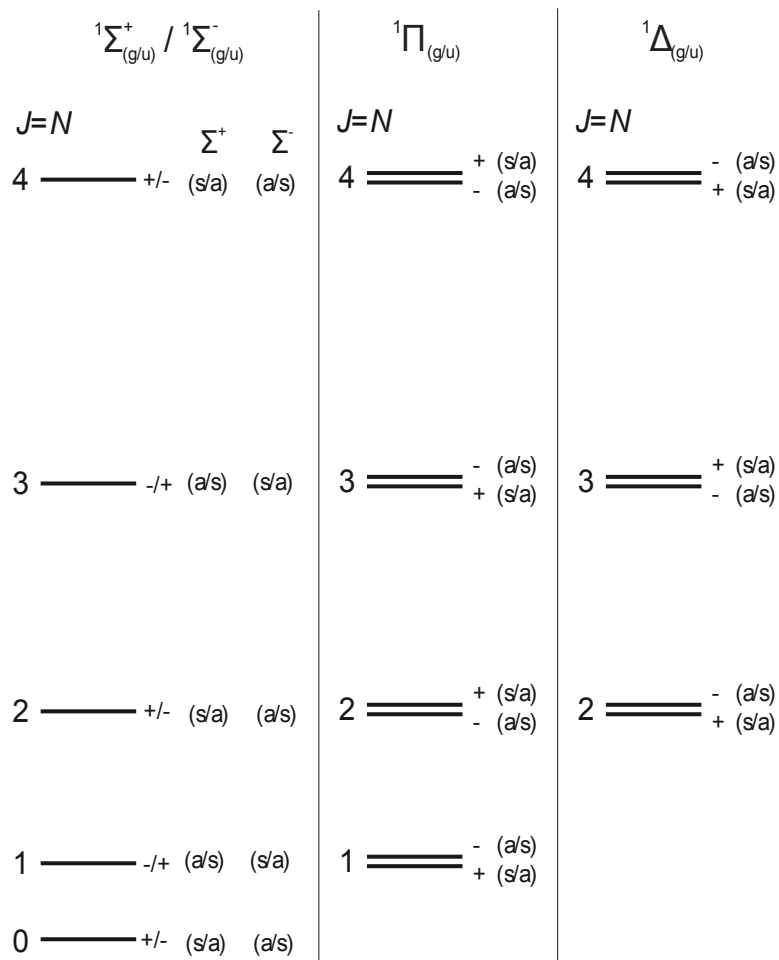 ¹Σ⁺(g/u) / ¹Σ⁻(g/u)
J=N
Σ⁺ Σ⁻
4 +/- (s/a) (a/s)
3 -/+ (a/s) (s/a)
2 +/- (s/a) (a/s)
1 -/+ (a/s) (s/a)
0 +/- (s/a) (a/s)
¹Π(g/u)
J=N
4 + (s/a)
- (a/s)
3 - (a/s)
+ (s/a)
2 + (s/a)
- (a/s)
1 - (a/s)
+ (s/a)
¹Δ(g/u)
J=N
4 - (a/s)
+ (s/a)
3 + (s/a)
- (a/s)
2 - (a/s)
+ (s/a)